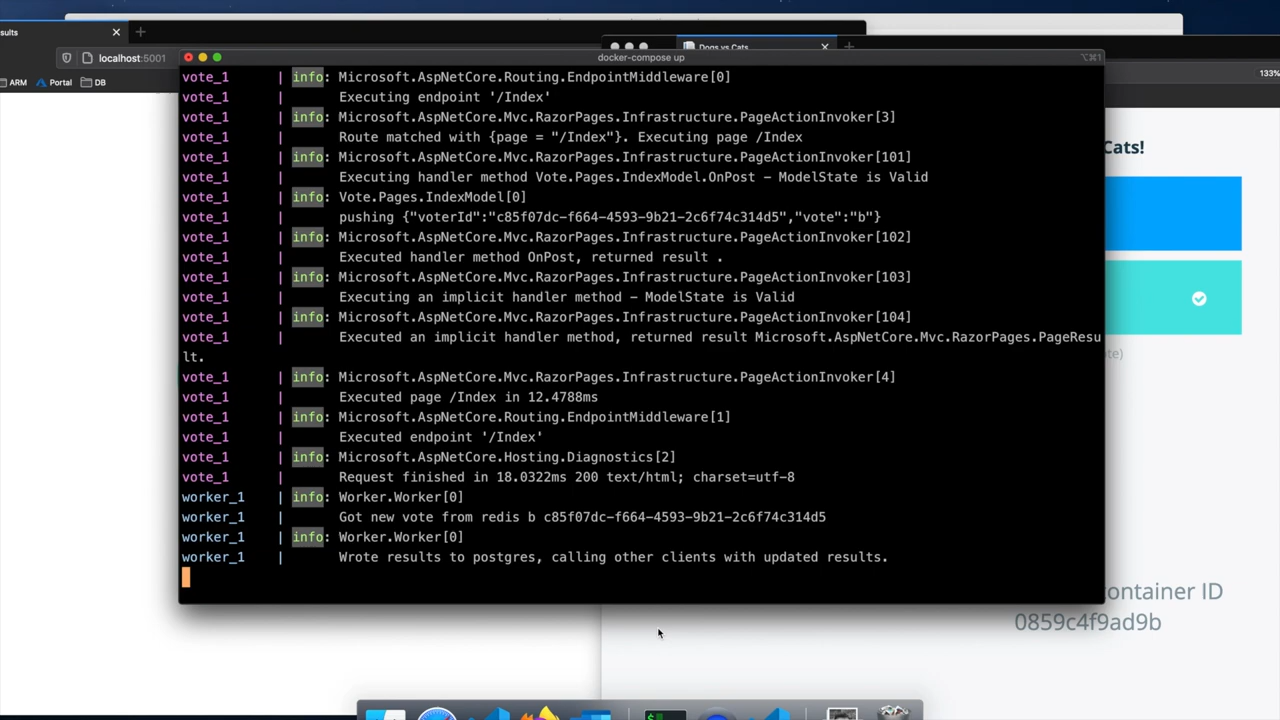 sults
localhost:5001
ARM
Portal
DB
Dogs vs Cats
133%
docker-compose up
⌥⌘1
vote_1 | info: Microsoft.AspNetCore.Routing.EndpointMiddleware[0]
vote_1 | Executing endpoint '/Index'
vote_1 | info: Microsoft.AspNetCore.Mvc.RazorPages.Infrastructure.PageActionInvoker[3]
vote_1 | Route matched with {page = "/Index"}. Executing page /Index
vote_1 | info: Microsoft.AspNetCore.Mvc.RazorPages.Infrastructure.PageActionInvoker[101]
vote_1 | Executing handler method Vote.Pages.IndexModel.OnPost - ModelState is Valid
vote_1 | info: Vote.Pages.IndexModel[0]
vote_1 | pushing {"voterId":"c85f07dc-f664-4593-9b21-2c6f74c314d5","vote":"b"}
vote_1 | info: Microsoft.AspNetCore.Mvc.RazorPages.Infrastructure.PageActionInvoker[102]
vote_1 | Executed handler method OnPost, returned result .
vote_1 | info: Microsoft.AspNetCore.Mvc.RazorPages.Infrastructure.PageActionInvoker[103]
vote_1 | Executing an implicit handler method - ModelState is Valid
vote_1 | info: Microsoft.AspNetCore.Mvc.RazorPages.Infrastructure.PageActionInvoker[104]
vote_1 | Executed an implicit handler method, returned result Microsoft.AspNetCore.Mvc.RazorPages.PageResu
lt.
vote_1 | info: Microsoft.AspNetCore.Mvc.RazorPages.Infrastructure.PageActionInvoker[4]
vote_1 | Executed page /Index in 12.4788ms
vote_1 | info: Microsoft.AspNetCore.Routing.EndpointMiddleware[1]
vote_1 | Executed endpoint '/Index'
vote_1 | info: Microsoft.AspNetCore.Hosting.Diagnostics[2]
vote_1 | Request finished in 18.0322ms 200 text/html; charset=utf-8
worker_1 | info: Worker.Worker[0]
worker_1 | Got new vote from redis b c85f07dc-f664-4593-9b21-2c6f74c314d5
worker_1 | info: Worker.Worker[0]
worker_1 | Wrote results to postgres, calling other clients with updated results.
Cats!
te)
ontainer ID
0859c4f9ad9b